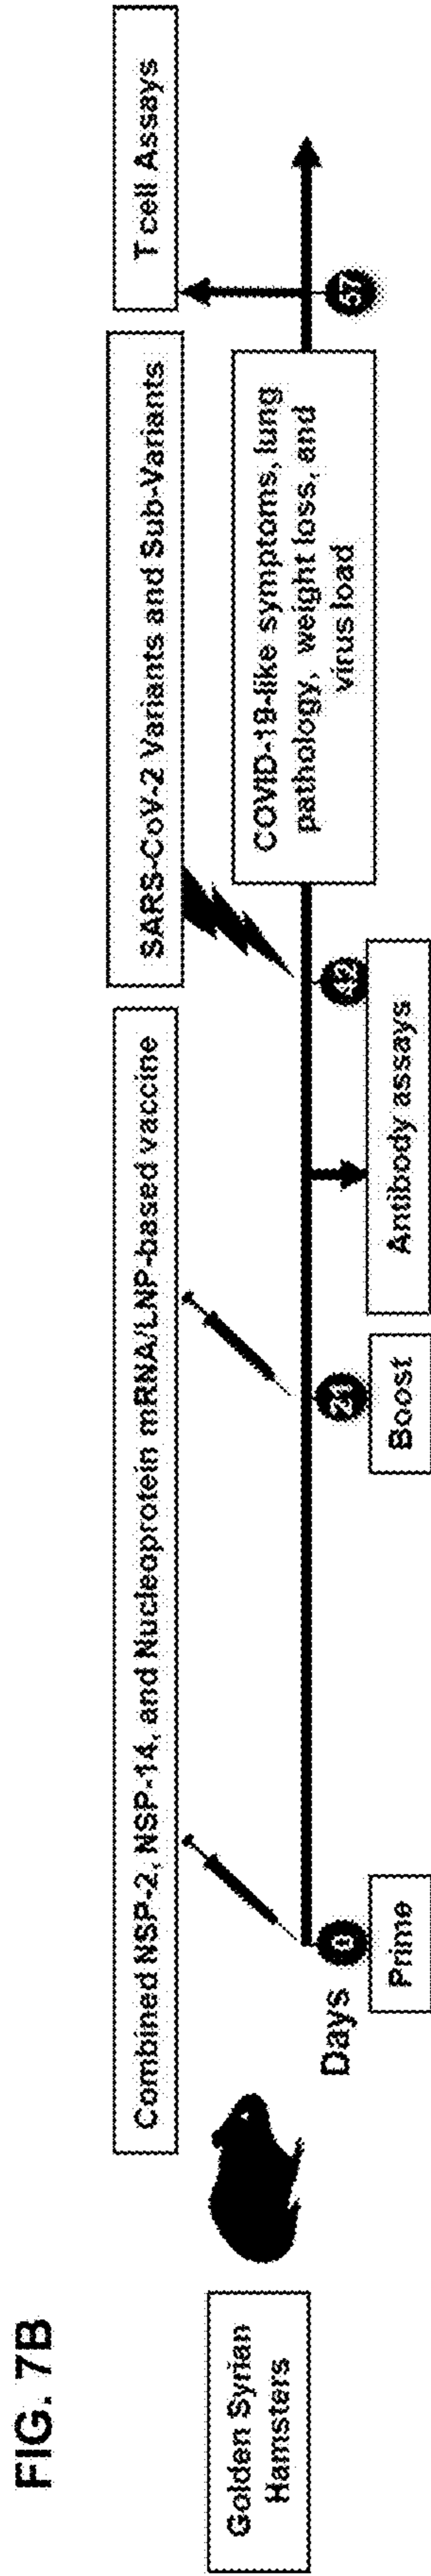 FIG. 7B
Golden Syrian
Hamsters
Combined NSP-2, NSP-14, and Nucleoprotein mRNA/LNP-based vaccine
SARS-CoV-2 Variants and Sub-Variants
T cell Assays
Days
0
21
42
57
COVID-19-like symptoms, lung
pathology, weight loss, and
virus load
Prime
Boost
Antibody assays